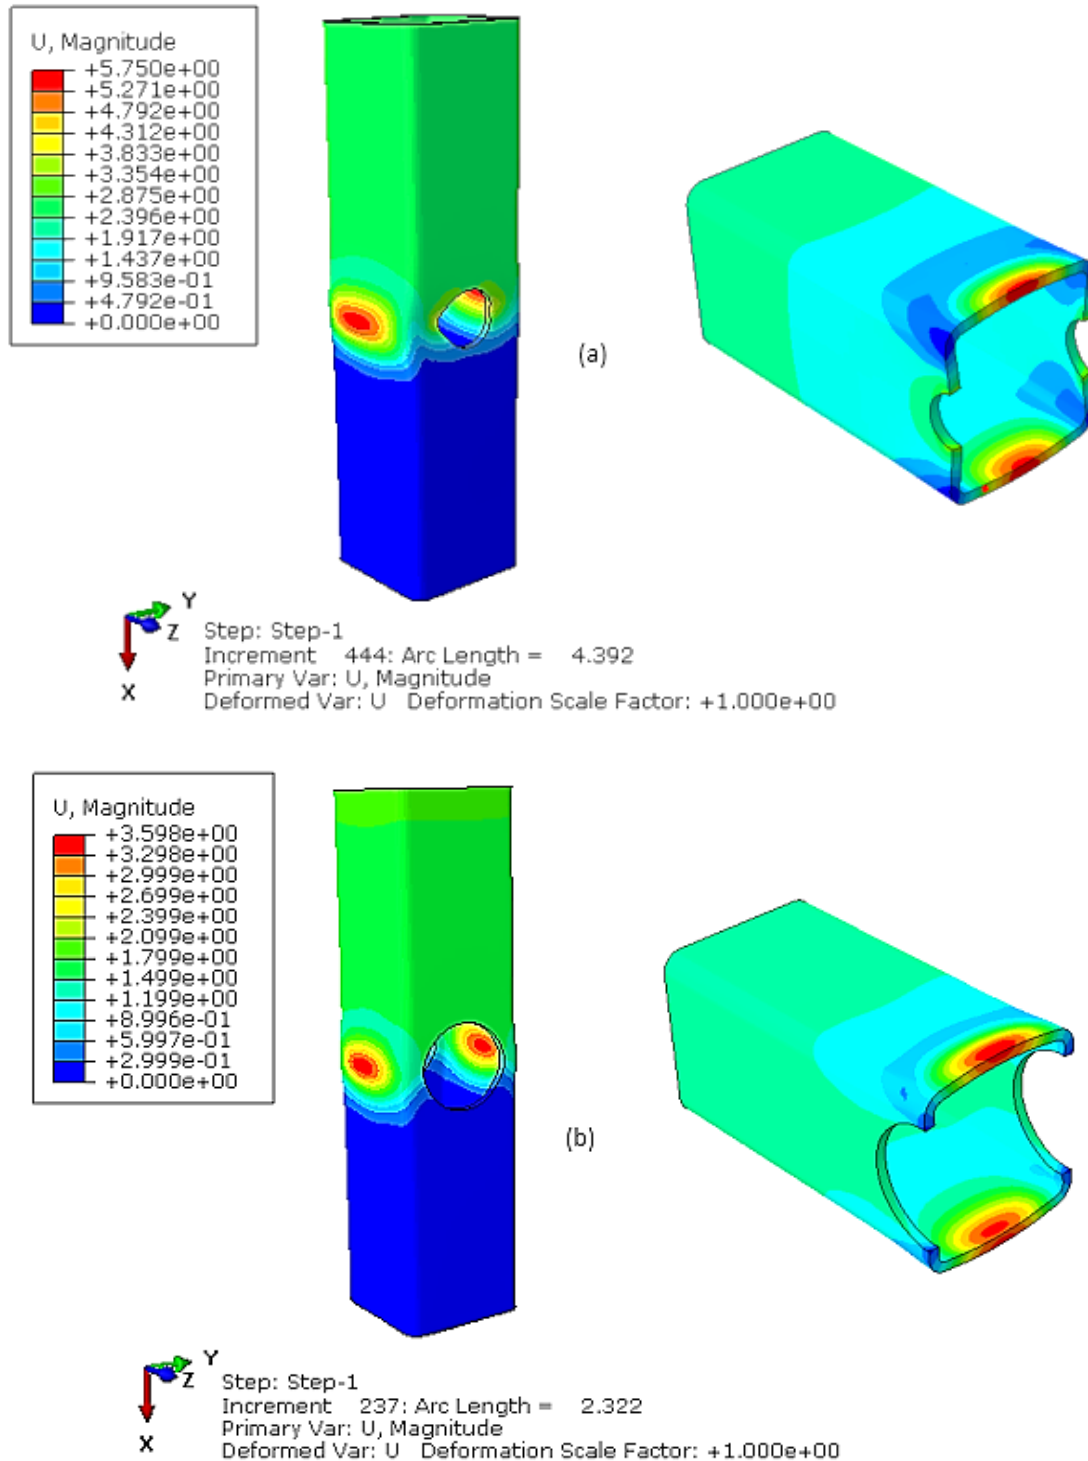 U, Magnitude
+5.750e+00
+5.271e+00
+4.792e+00
+4.312e+00
+3.833e+00
+3.354e+00
+2.875e+00
+2.396e+00
+1.917e+00
+1.437e+00
+9.583e-01
+4.792e-01
+0.000e+00
(a)
Y
Z
X
Step: Step-1
Increment 444: Arc Length = 4.392
Primary Var: U, Magnitude
Deformed Var: U Deformation Scale Factor: +1.000e+00
U, Magnitude
+3.598e+00
+3.298e+00
+2.999e+00
+2.699e+00
+2.399e+00
+2.099e+00
+1.799e+00
+1.499e+00
+1.199e+00
+8.996e-01
+5.997e-01
+2.999e-01
+0.000e+00
(b)
Y
Z
X
Step: Step-1
Increment 237: Arc Length = 2.322
Primary Var: U, Magnitude
Deformed Var: U Deformation Scale Factor: +1.000e+00